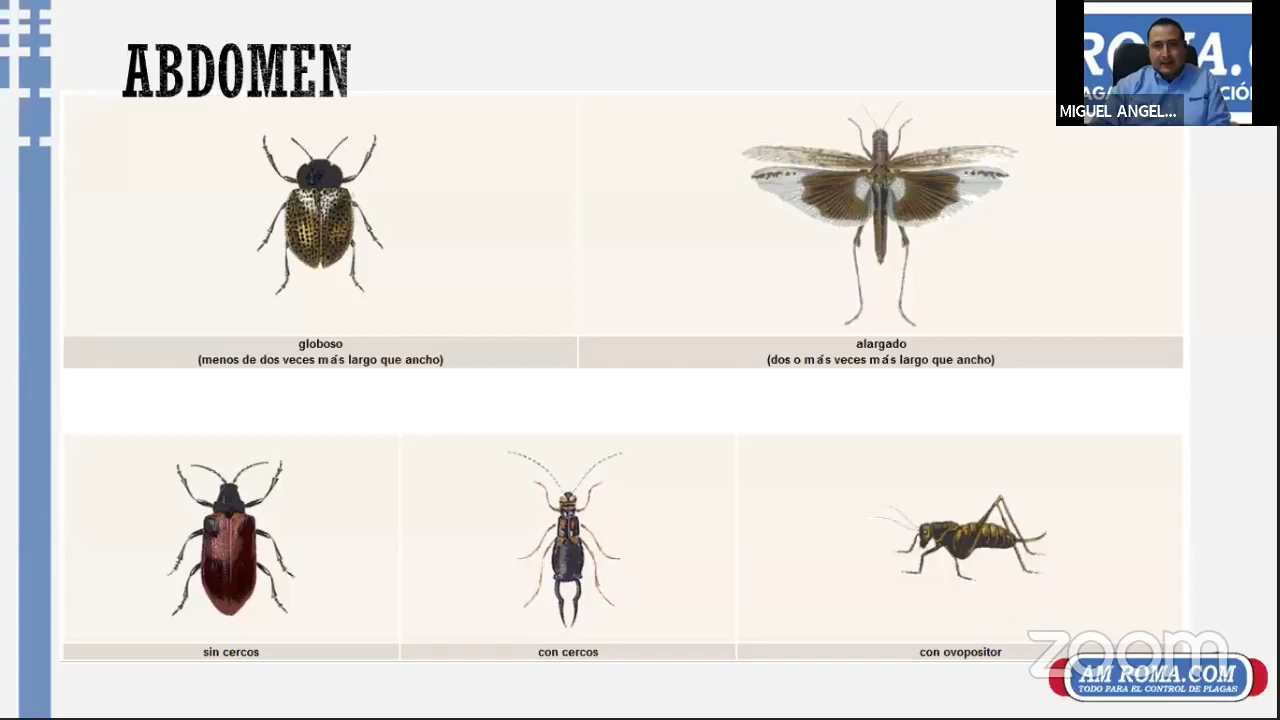 ABDOMEN
MIGUEL ANGEL...
globoso
(menos de dos veces más largo que ancho)
alargado
(dos o más veces más largo que ancho)
sin cercos
con cercos
con ovopositor
zoom
AM ROMA.COM
TODO PARA EL CONTROL DE PLAGAS